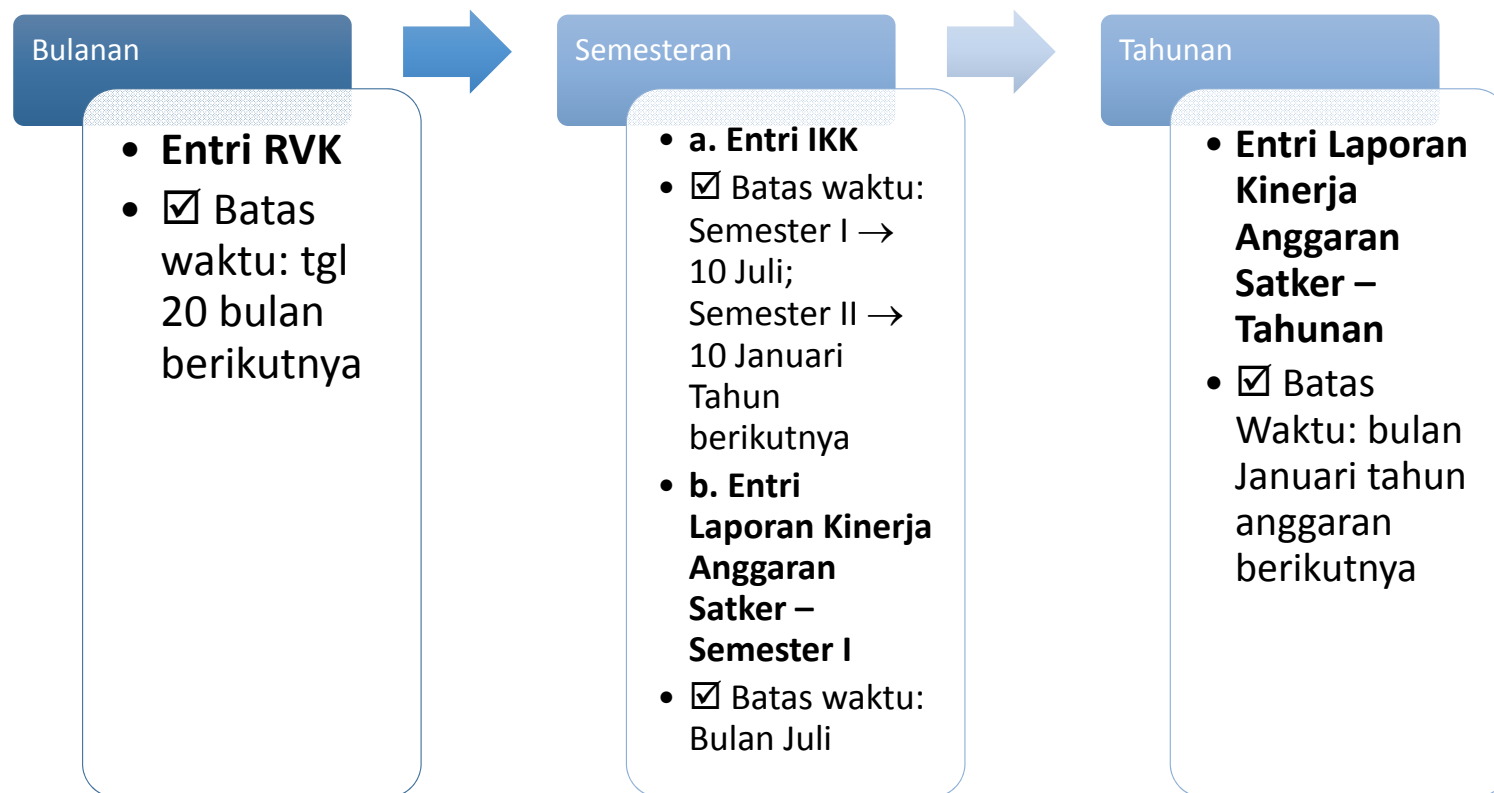 Bulanan
• Entri RVK
• ☑ Batas
waktu: tgl
20 bulan
berikutnya
Semesteran
• a. Entri IKK
• ☑ Batas waktu:
Semester I →
10 Juli;
Semester II →
10 Januari
Tahun
berikutnya
• b. Entri
Laporan Kinerja
Anggaran
Satker –
Semester I
• ☑ Batas waktu:
Bulan Juli
Tahunan
• Entri Laporan
Kinerja
Anggaran
Satker –
Tahunan
• ☑ Batas
Waktu: bulan
Januari tahun
anggaran
berikutnya